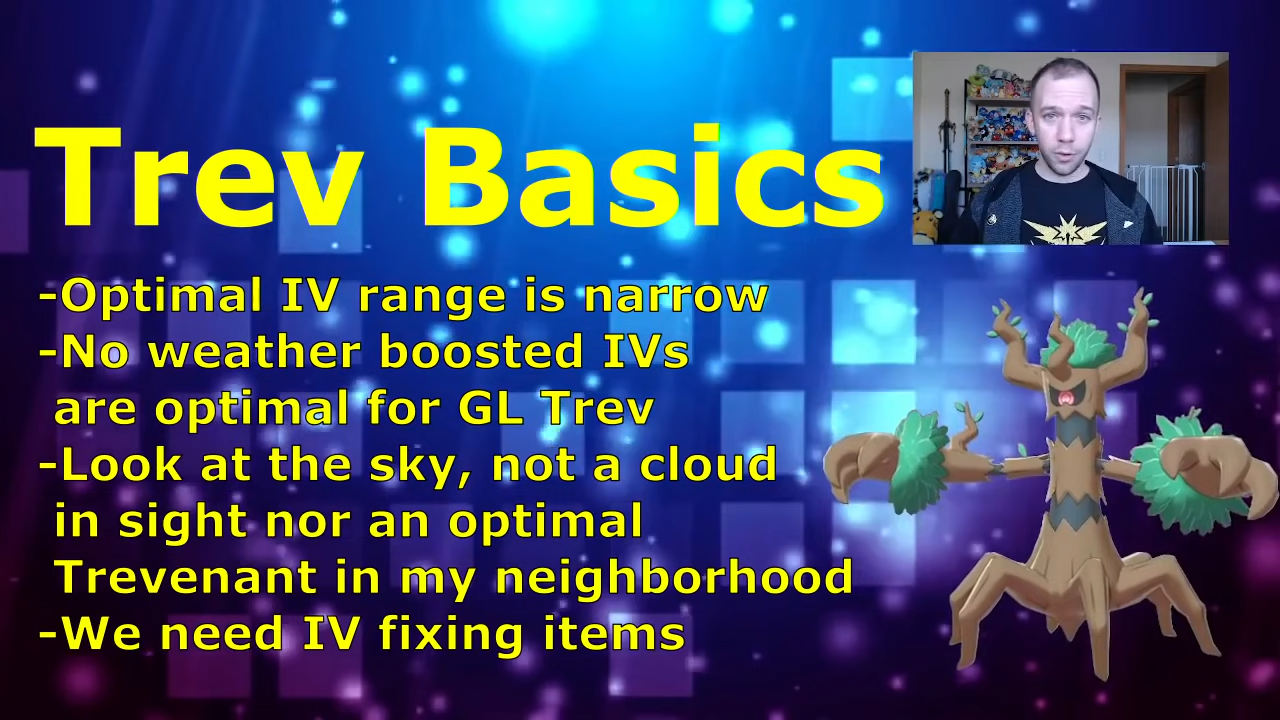 Trev Basics
-Optimal IV range is narrow
-No weather boosted IVs
are optimal for GL Trev
-Look at the sky, not a cloud
in sight nor an optimal
Trevenant in my neighborhood
-We need IV fixing items